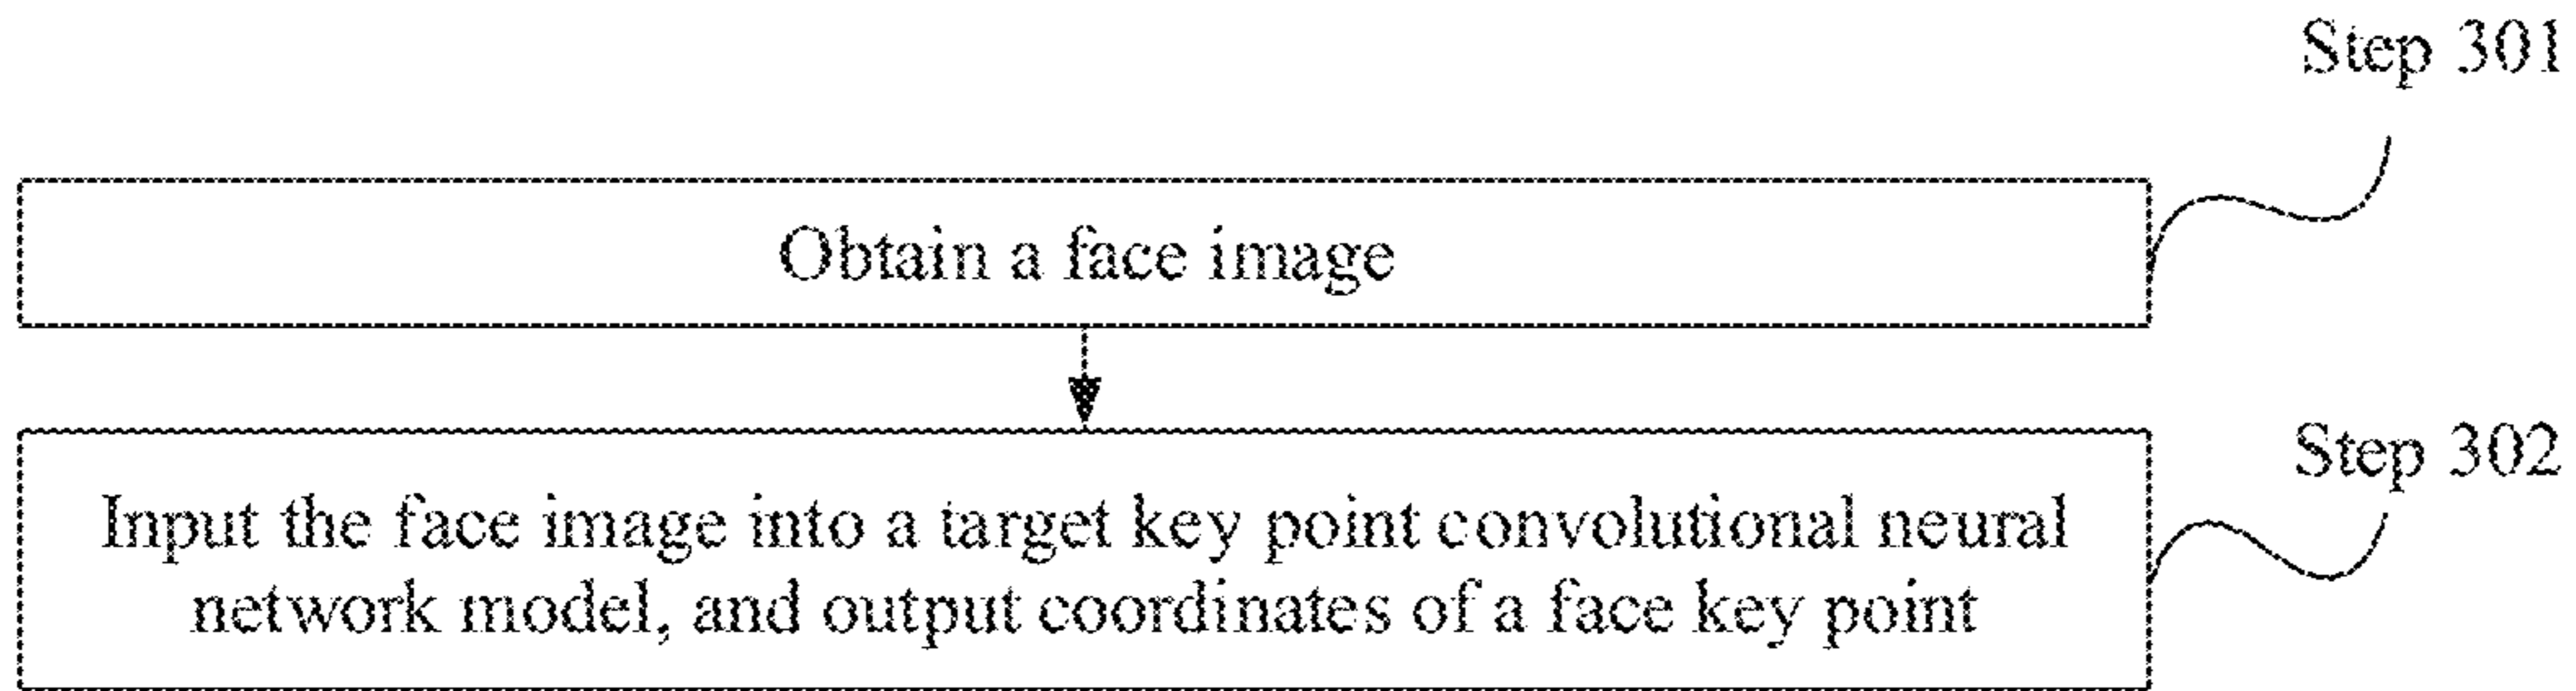 Step 301
Obtain a face image
Step 302
Input the face image into a target key point convolutional neural
network model, and output coordinates of a face key point